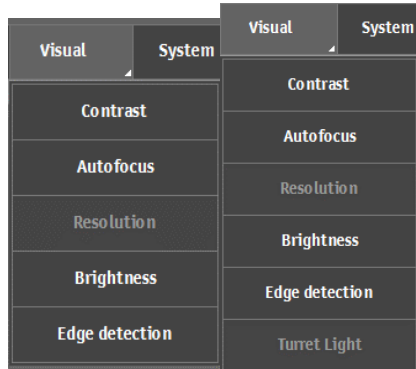 Visual System
Contrast
Autofocus
Resolution
Brightness
Edge detection
Visual System
Contrast
Autofocus
Resolution
Brightness
Edge detection
Turret Light